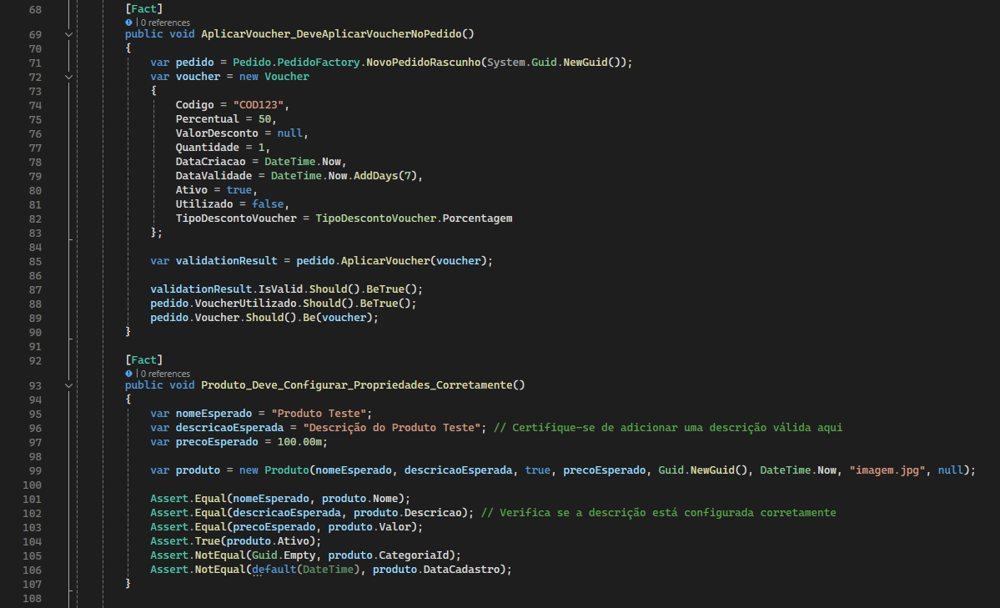 68 [Fact]
0 references
69 public void AplicarVoucher_DeveAplicarVoucherNoPedido()
70 {
71 var pedido = Pedido.PedidoFactory.NovoPedidoRascunho(System.Guid.NewGuid());
72 var voucher = new Voucher
73 {
74 Codigo = "COD123",
75 Percentual = 50,
76 ValorDesconto = null,
77 Quantidade = 1,
78 DataCriacao = DateTime.Now,
79 DataValidade = DateTime.Now.AddDays(7),
80 Ativo = true,
81 Utilizado = false,
82 TipoDescontoVoucher = TipoDescontoVoucher.Porcentagem
83 };
84
85 var validationResult = pedido.AplicarVoucher(voucher);
86
87 validationResult.IsValid.Should().BeTrue();
88 pedido.VoucherUtilizado.Should().BeTrue();
89 pedido.Voucher.Should().Be(voucher);
90 }
91
92 [Fact]
0 references
93 public void Produto_Deve_Configurar_Propriedades_Corretamente()
94 {
95 var nomeEsperado = "Produto Teste";
96 var descricaoEsperada = "Descrição do Produto Teste"; // Certifique-se de adicionar uma descrição válida aqui
97 var precoEsperado = 100.00m;
98
99 var produto = new Produto(nomeEsperado, descricaoEsperada, true, precoEsperado, Guid.NewGuid(), DateTime.Now, "imagem.jpg", null);
100
101 Assert.Equal(nomeEsperado, produto.Nome);
102 Assert.Equal(descricaoEsperada, produto.Descricao); // Verifica se a descrição está configurada corretamente
103 Assert.Equal(precoEsperado, produto.Valor);
104 Assert.True(produto.Ativo);
105 Assert.NotEqual(Guid.Empty, produto.CategoriaId);
106 Assert.NotEqual(default(DateTime), produto.DataCadastro);
107 }
108